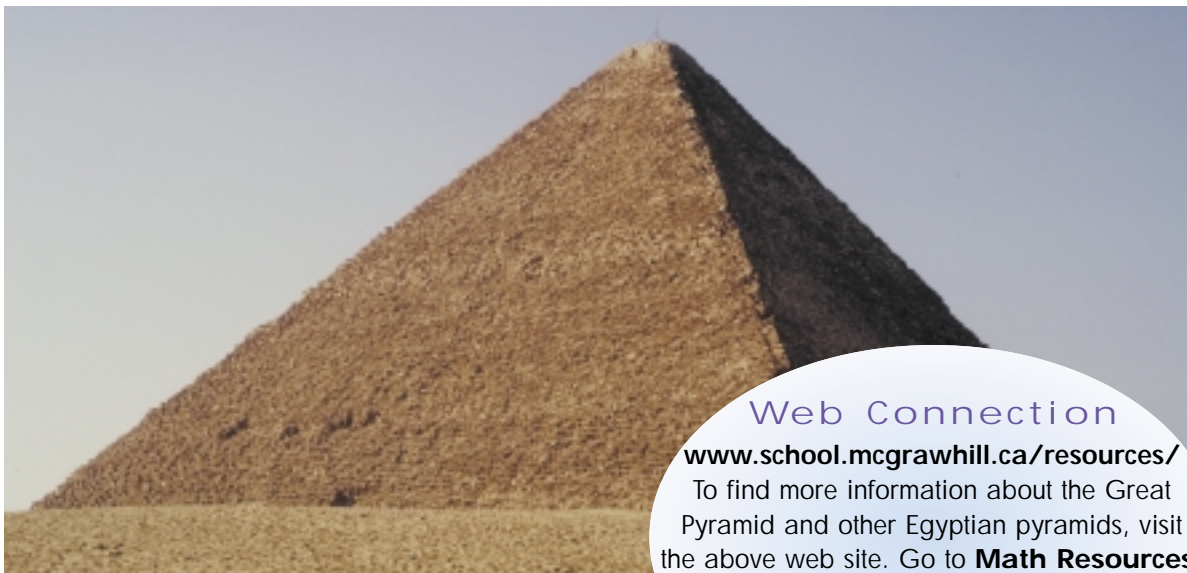 Web Connection
www.school.mcgrawhill.ca/resources/
To find more information about the Great
Pyramid and other Egyptian pyramids, visit
the above web site. Go to Math Resources